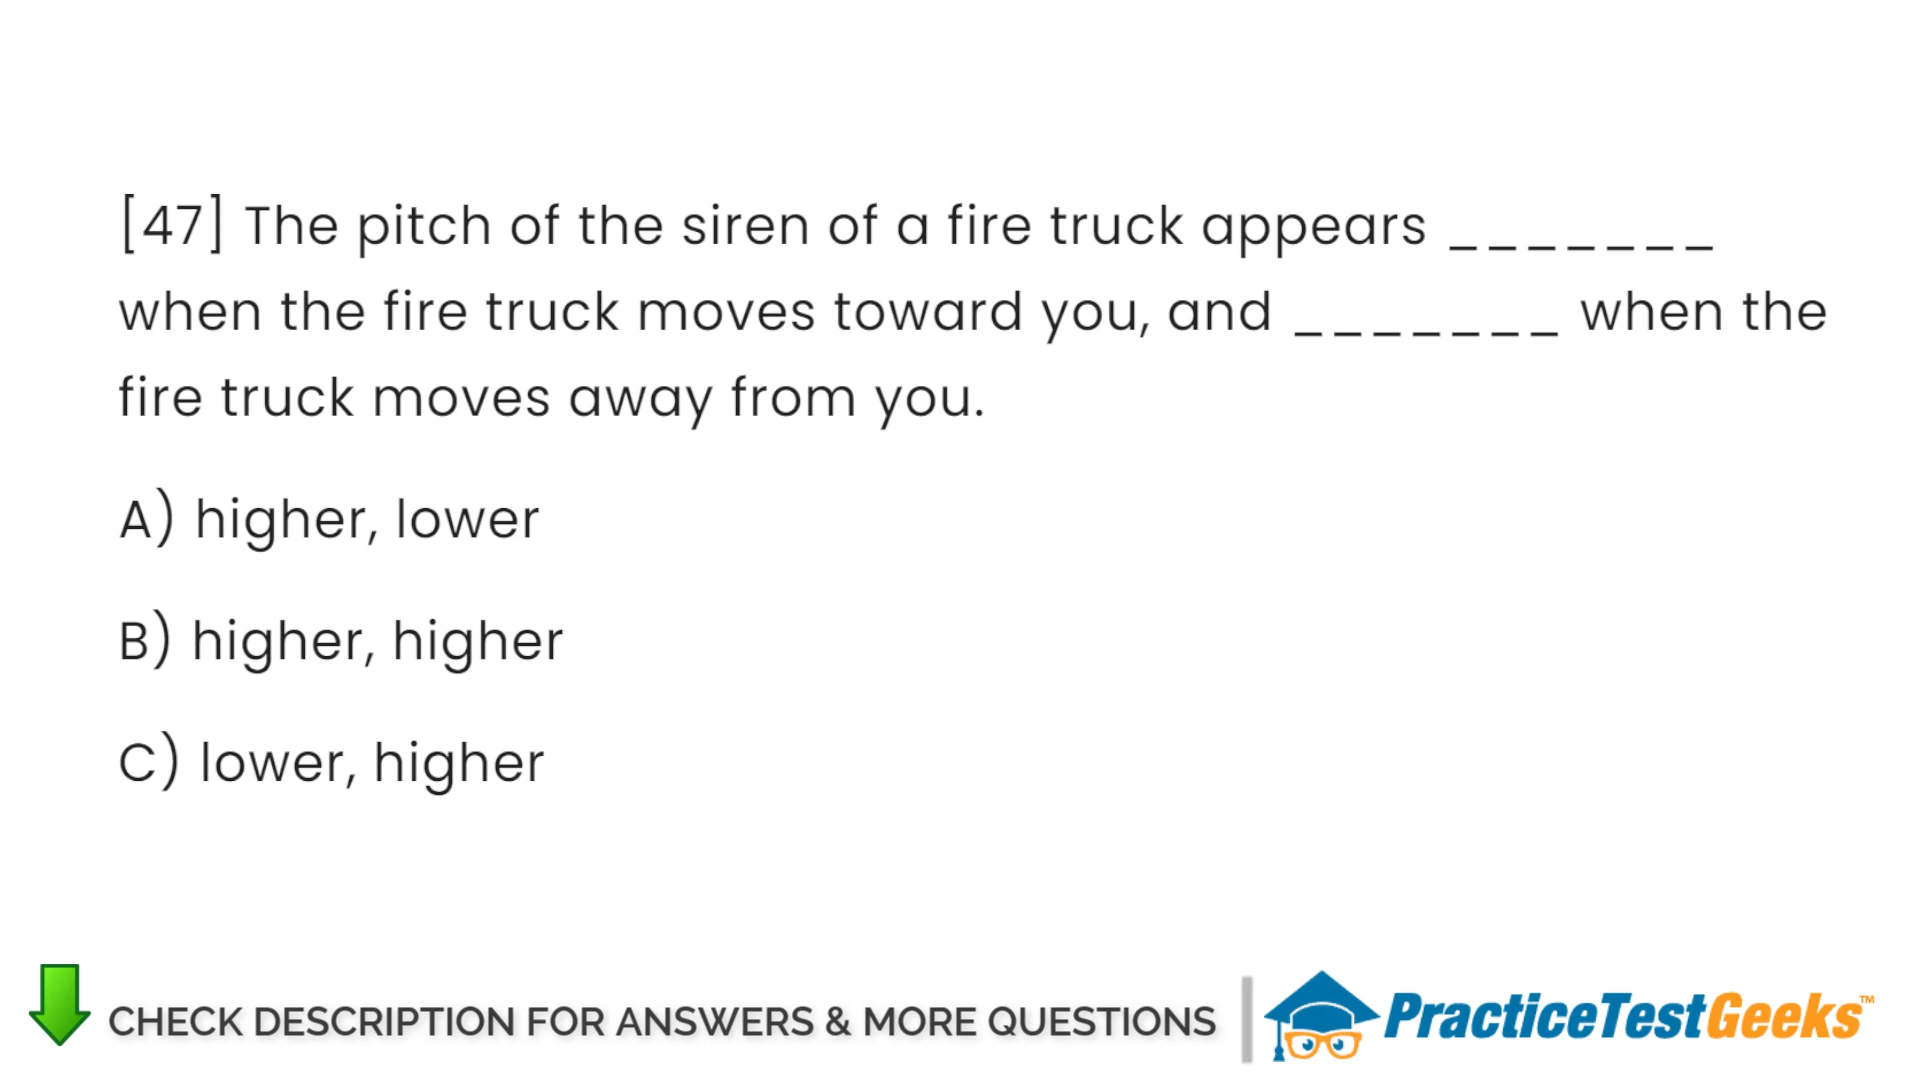 [47] The pitch of the siren of a fire truck appears _______
when the fire truck moves toward you, and _______ when the
fire truck moves away from you.
A) higher, lower
B) higher, higher
C) lower, higher
CHECK DESCRIPTION FOR ANSWERS & MORE QUESTIONS
PracticeTestGeeks™